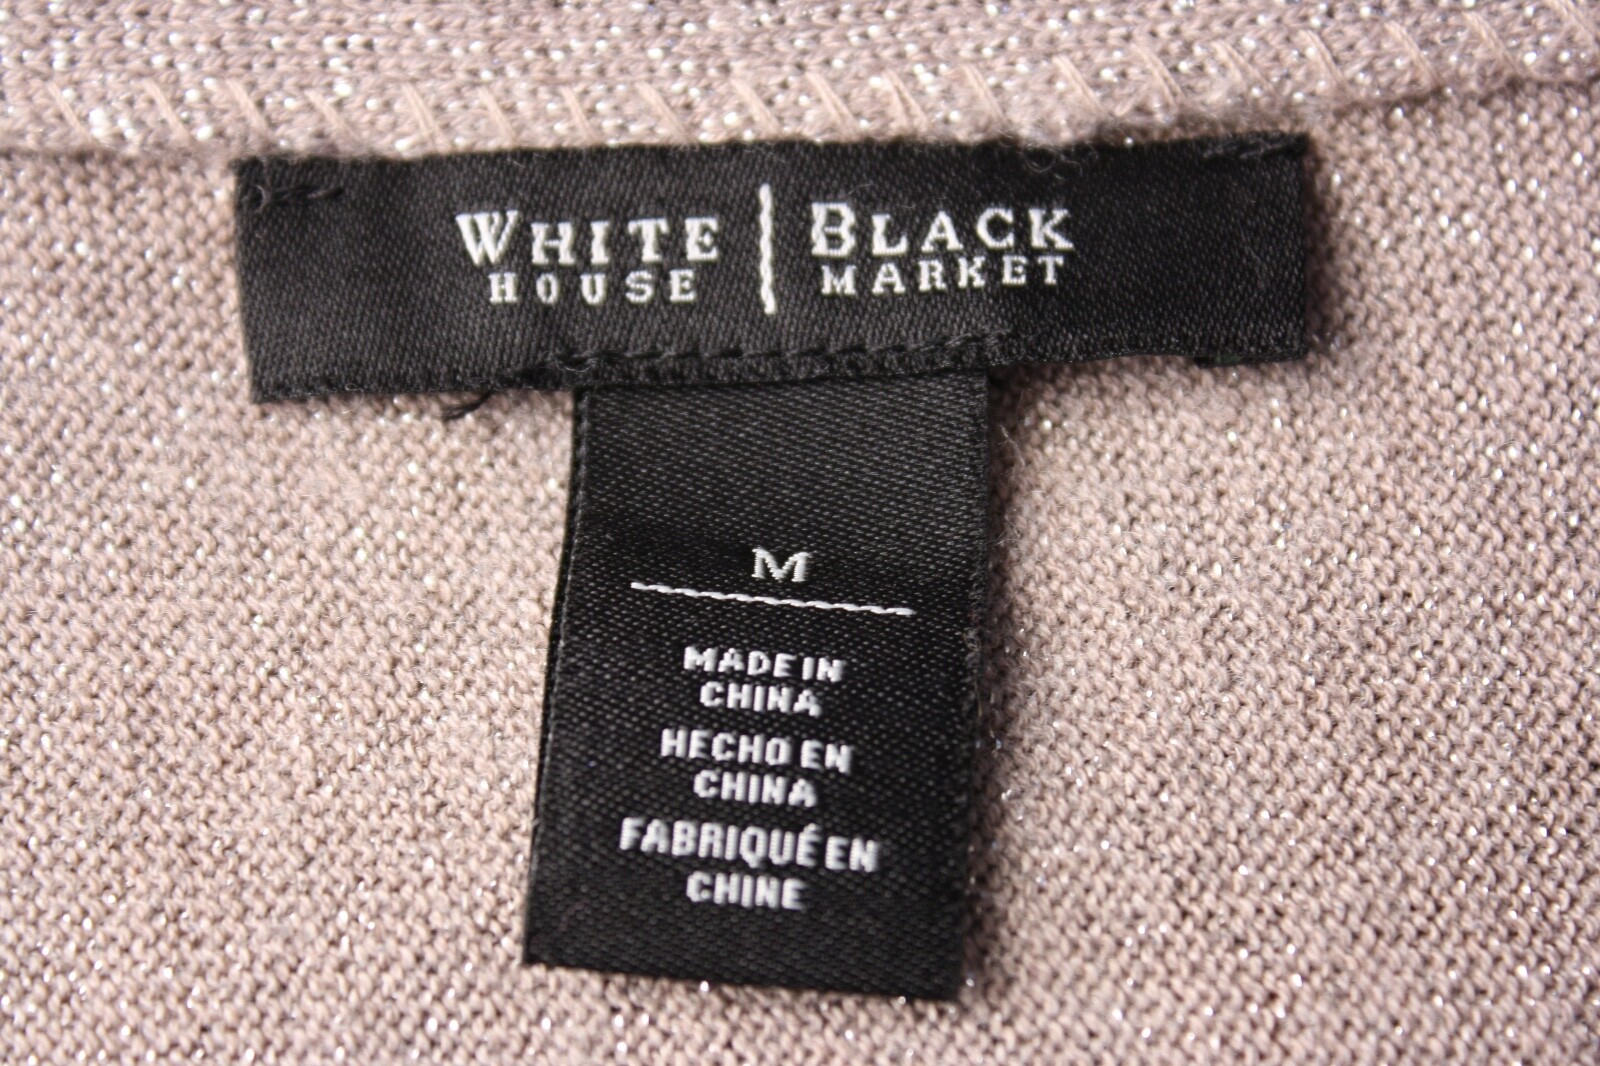 WHITE | BLACK
HOUSE MARKET
M
MADE IN
CHINA
HECHO EN
CHINA
FABRIQUÉ EN
CHINE